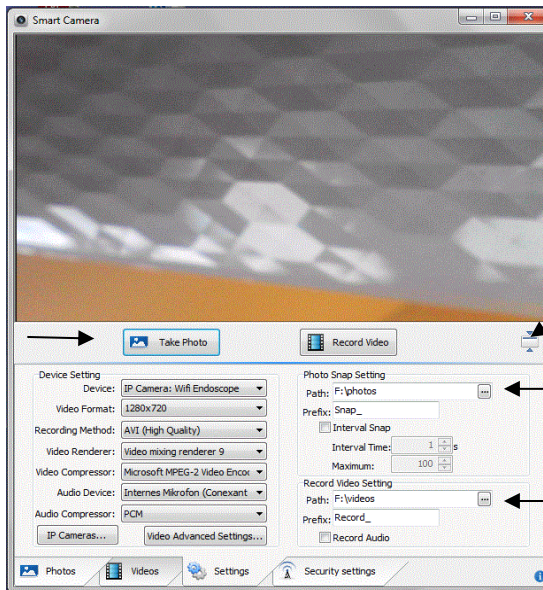 Smart Camera
Take Photo
Record Video
Device Setting
Device: IP Camera: Wifi Endoscope
Video Format: 1280x720
Recording Method: AVI (High Quality)
Video Renderer: Video mixing renderer 9
Video Compressor: Microsoft MPEG-2 Video Encoc
Audio Device: Internes Mikrofon (Conexant
Audio Compressor: PCM
IP Cameras...
Video Advanced Settings...
Photo Snap Setting
Path: F:\photos
...
Prefix: Snap_
Interval Snap
Interval Time: 1 s
Maximum: 100
Record Video Setting
Path: F:\videos
...
Prefix: Record_
Record Audio
Photos
Videos
Settings
Security settings